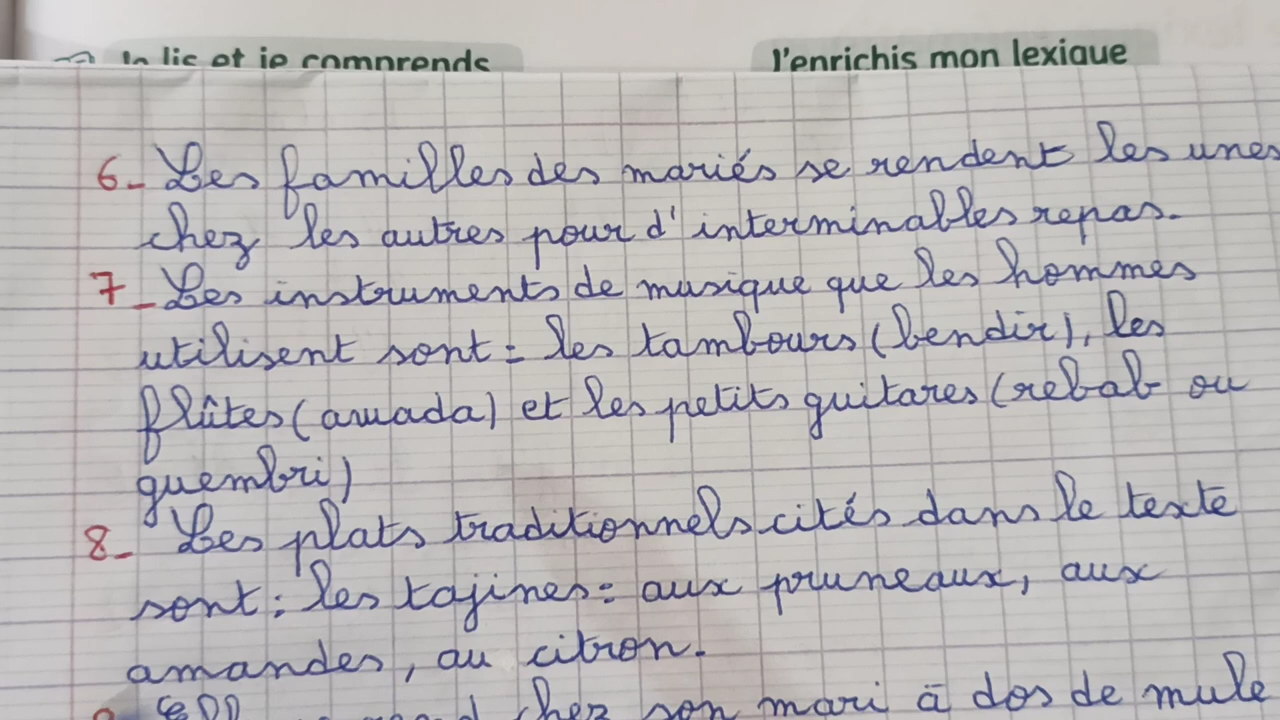 Je lis et je comprends
J'enrichis mon lexique
6- Les familles des mariés se rendent les unes
chez les autres pour d'interminables repas.
7- Les instruments de musique que les hommes
utilisent sont : les tambours (bendir), les
flûtes (awada) et les petits guitares (rebab ou
guembri)
8- Les plats traditionnels cités dans le texte
sont : les tajines : aux pruneaux, aux
amandes, au citron.
chez son mari à dos de mule